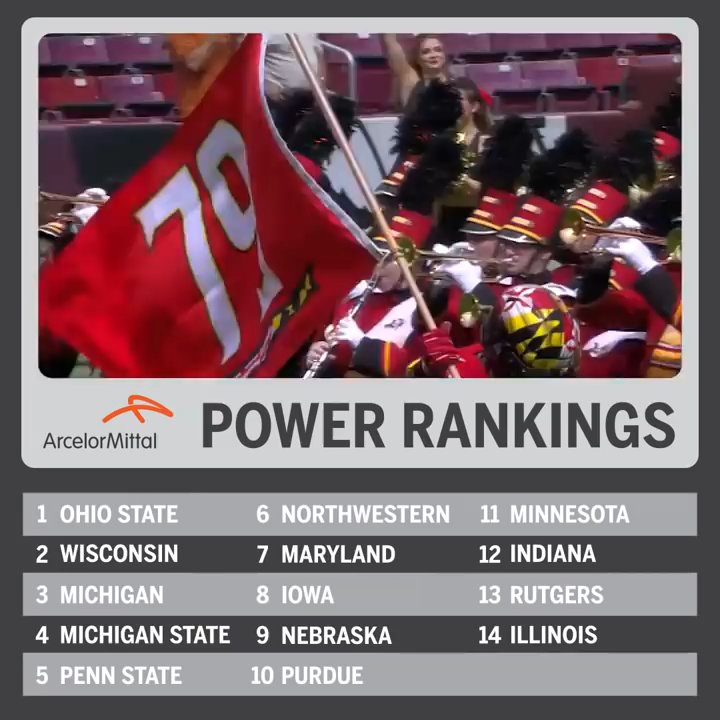 79
ArcelorMittal
POWER RANKINGS
1 OHIO STATE
2 WISCONSIN
3 MICHIGAN
4 MICHIGAN STATE
5 PENN STATE
6 NORTHWESTERN
7 MARYLAND
8 IOWA
9 NEBRASKA
10 PURDUE
11 MINNESOTA
12 INDIANA
13 RUTGERS
14 ILLINOIS